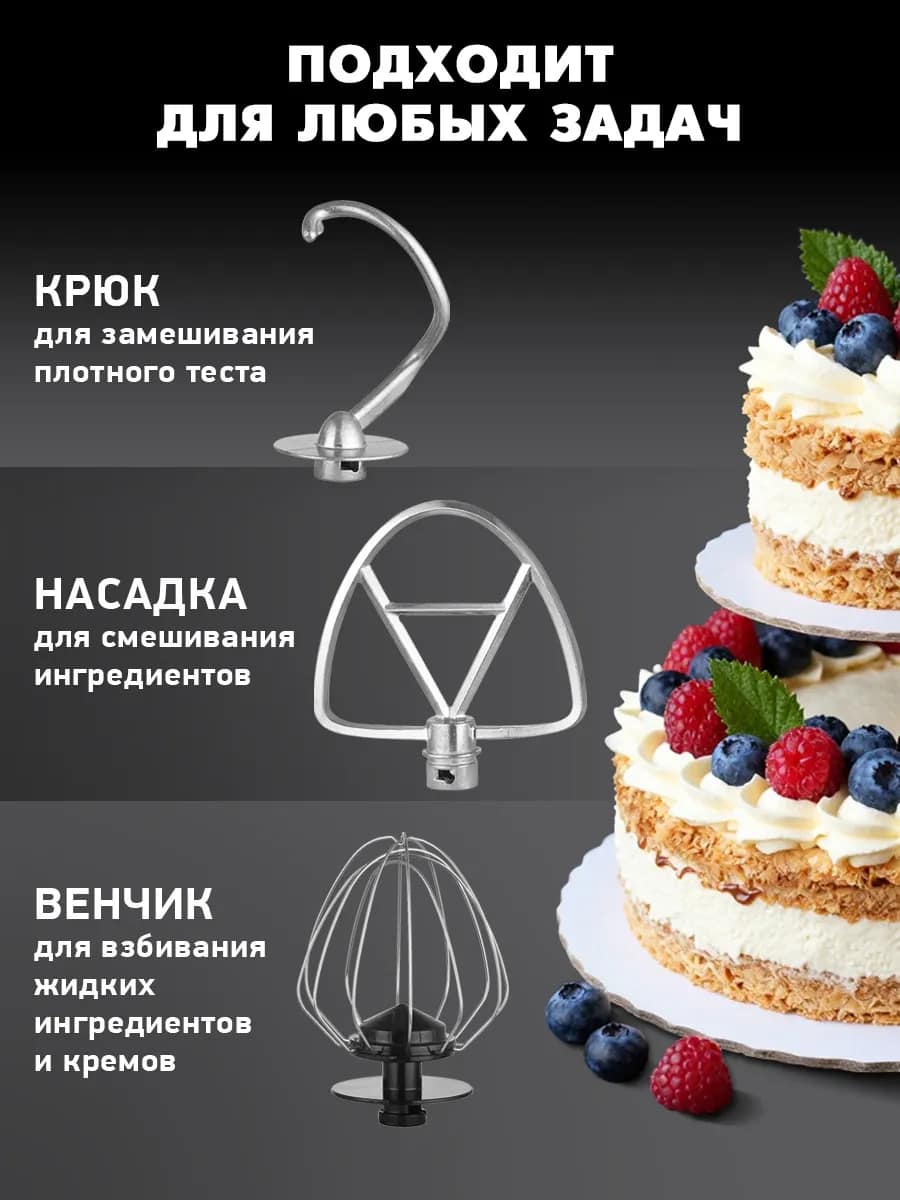 ПОДХОДИТ
ДЛЯ ЛЮБЫХ ЗАДАЧ
КРЮК
для замешивания
плотного теста
НАСАДКА
для смешивания
ингредиентов
ВЕНЧИК
для взбивания
жидких
ингредиентов
и кремов